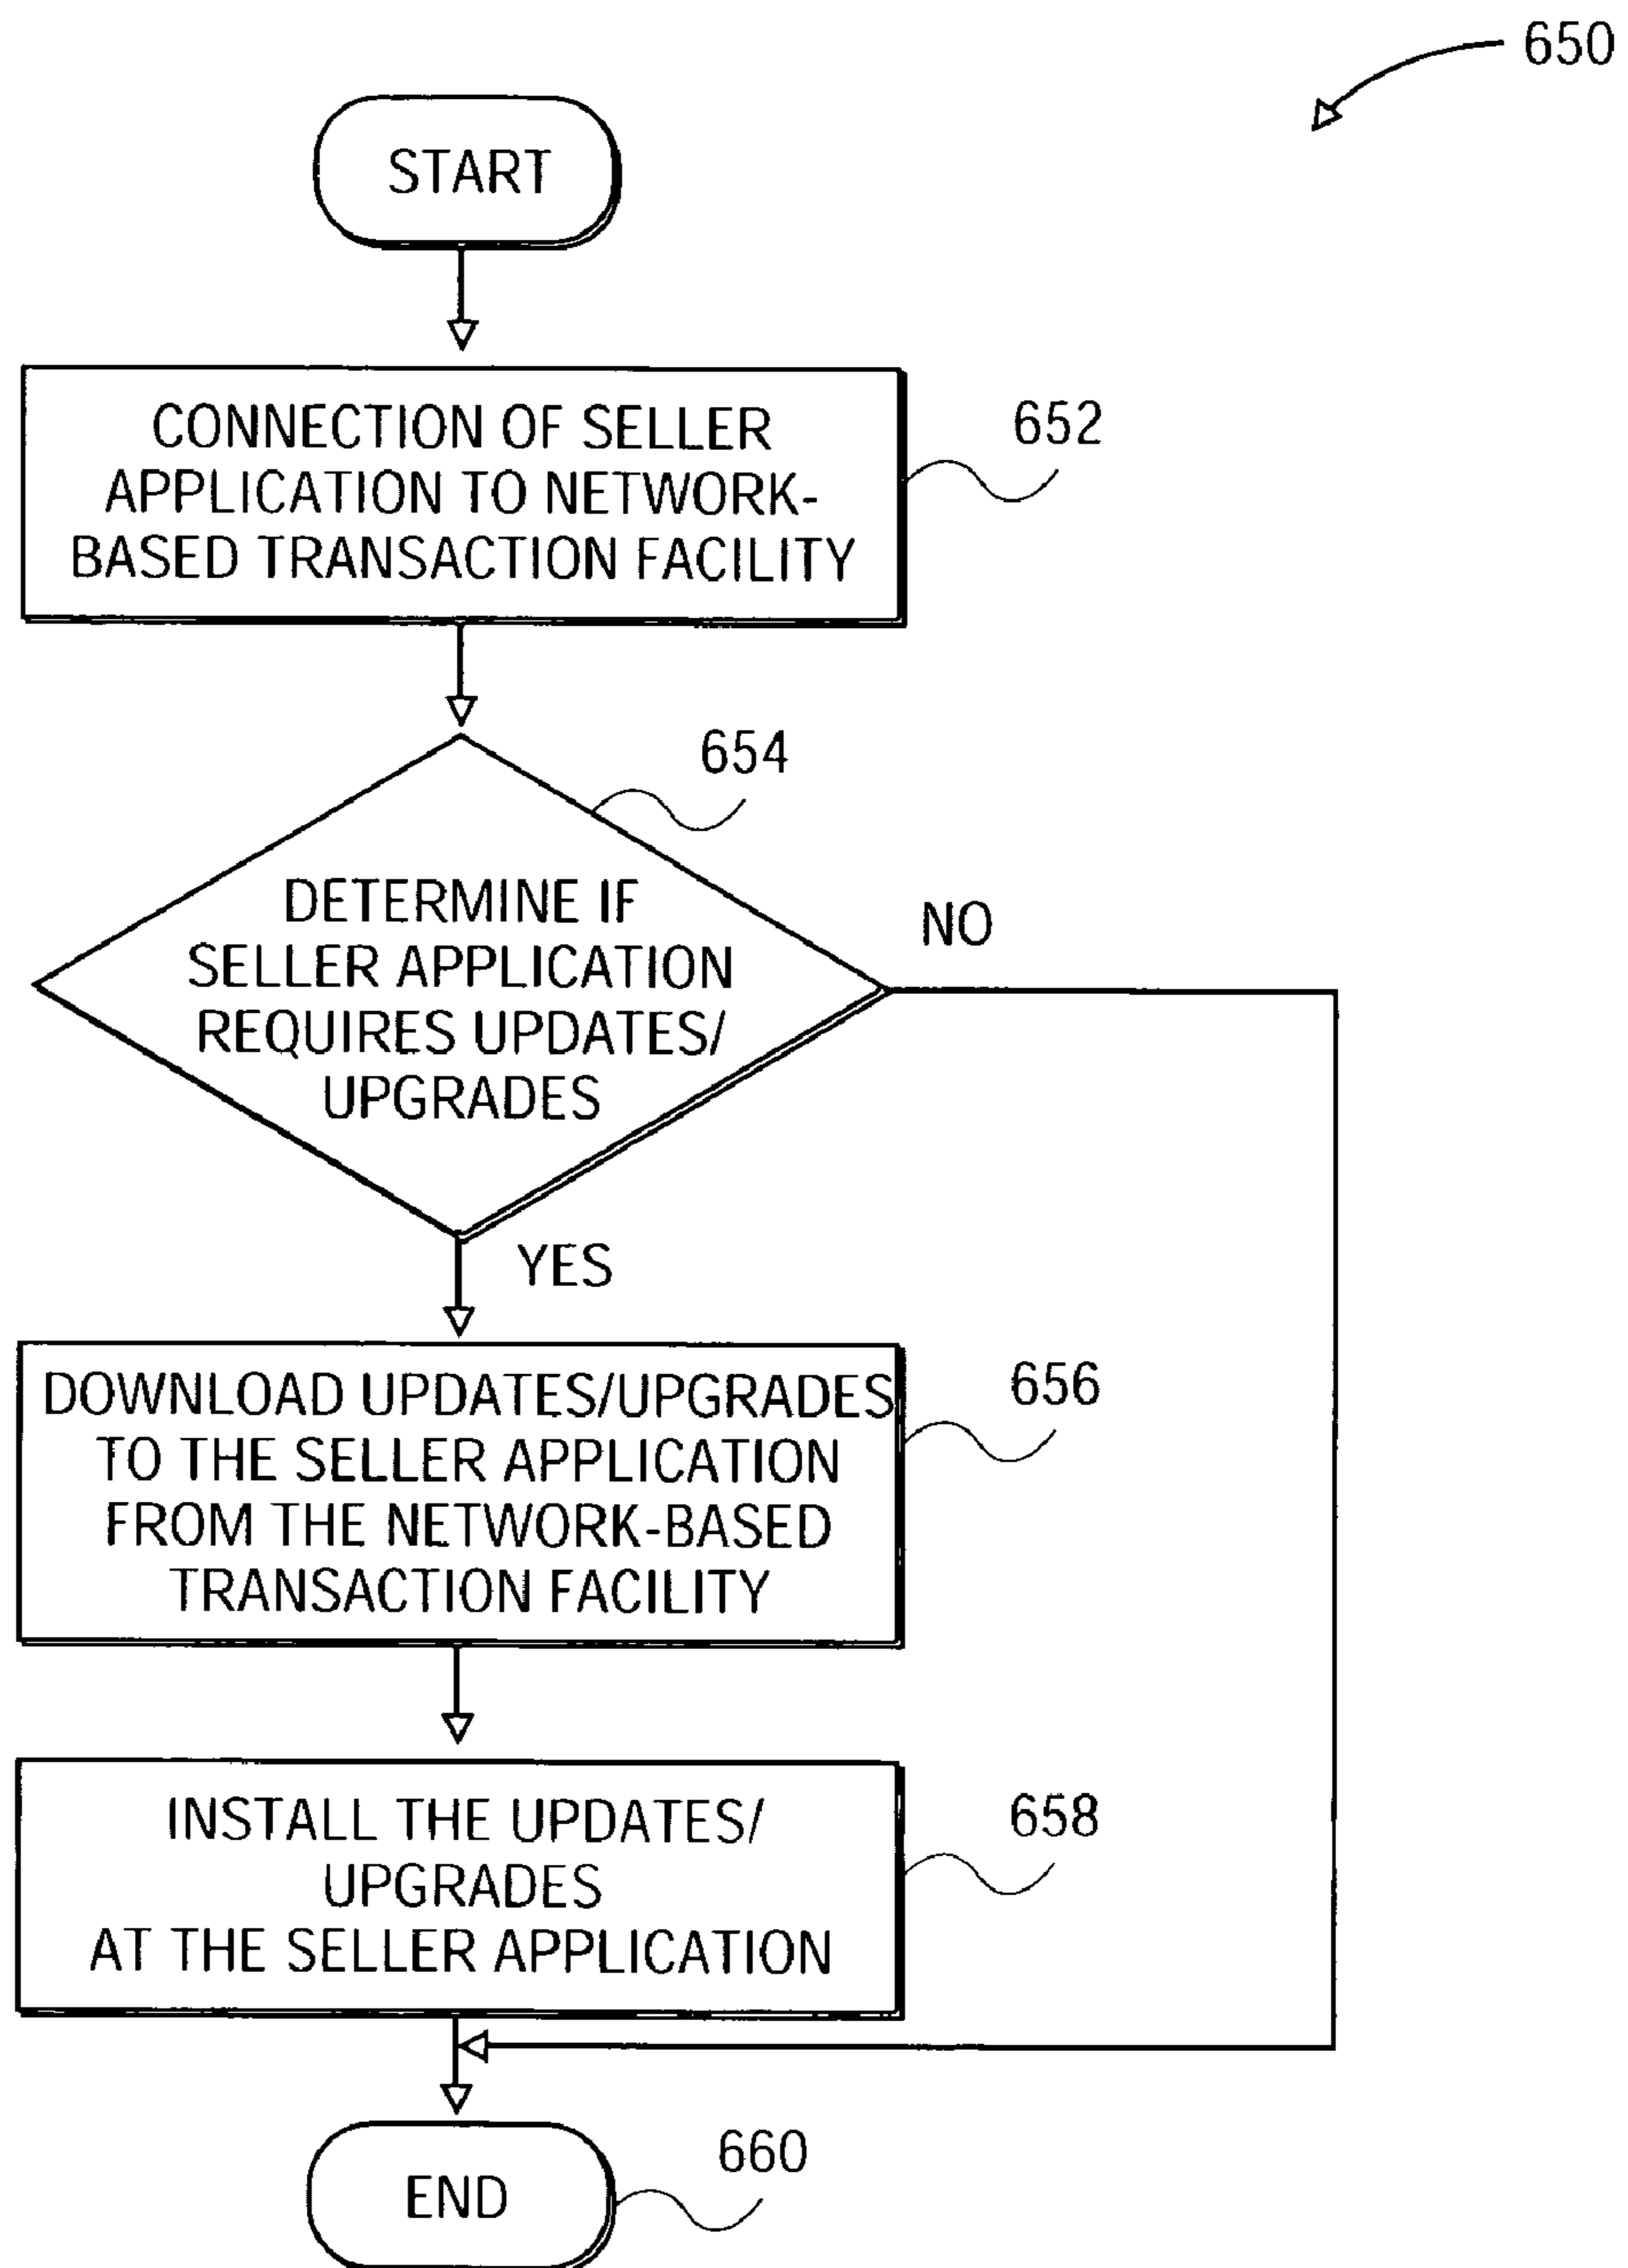 650
START
CONNECTION OF SELLER
APPLICATION TO NETWORK-
BASED TRANSACTION FACILITY
652
654
DETERMINE IF
SELLER APPLICATION
REQUIRES UPDATES/
UPGRADES
NO
YES
DOWNLOAD UPDATES/UPGRADES
TO THE SELLER APPLICATION
FROM THE NETWORK-BASED
TRANSACTION FACILITY
656
INSTALL THE UPDATES/
UPGRADES
AT THE SELLER APPLICATION
658
END
660